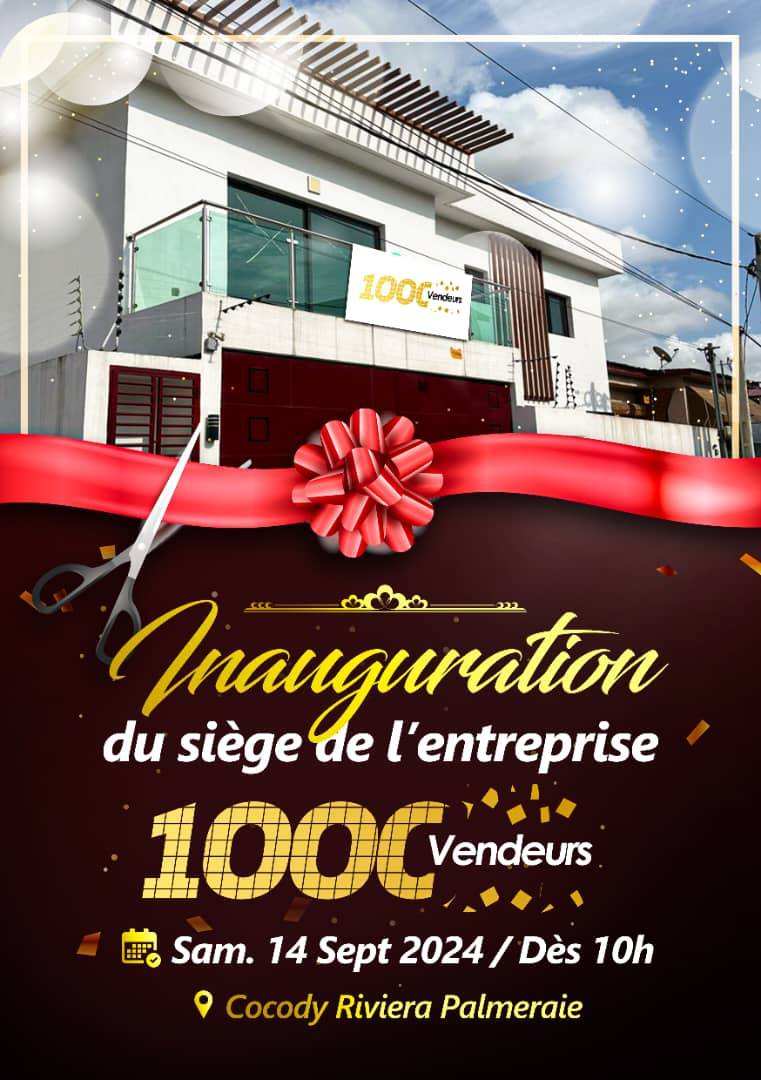 1000
Vendeurs
Inauguration
du siège de l'entreprise
1000
Vendeurs
Sam. 14 Sept 2024 / Dès 10h
Cocody Riviera Palmeraie